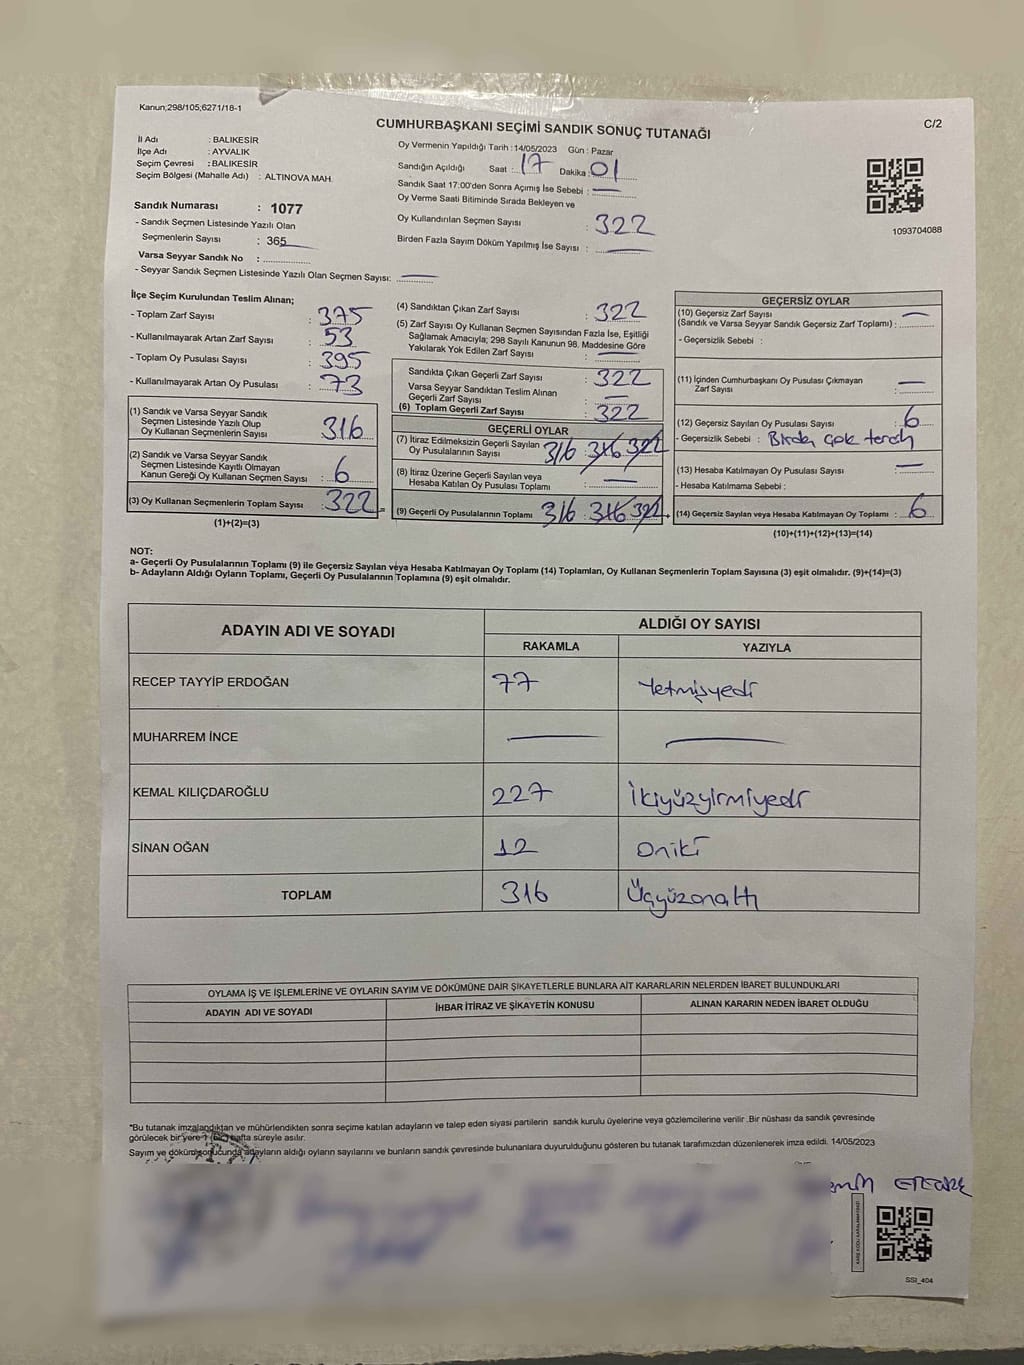 Kanun;298/105;6271/18-1
C/2
CUMHURBAŞKANI SEÇİMİ SANDIK SONUÇ TUTANAĞI
İl Adı : BALIKESİR
İlçe Adı : AYVALIK
Seçim Çevresi : BALIKESİR
Seçim Bölgesi (Mahalle Adı) : ALTINOVA MAH.
Sandık Numarası : 1077
- Sandık Seçmen Listesinde Yazılı Olan
Seçmenlerin Sayısı : 365
Varsa Seyyar Sandık No :
- Seyyar Sandık Seçmen Listesinde Yazılı Olan Seçmen Sayısı:
Oy Vermenin Yapıldığı Tarih :14/05/2023 Gün : Pazar
Sandığın Açıldığı Saat : 17 Dakika : 01
Sandık Saat 17:00'den Sonra Açımış İse Sebebi :
Oy Verme Saati Bitiminde Sırada Bekleyen ve
Oy Kullandırılan Seçmen Sayısı : 322
Birden Fazla Sayım Döküm Yapılmış İse Sayısı :
1093704088
İlçe Seçim Kurulundan Teslim Alınan;
- Toplam Zarf Sayısı : 375
- Kullanılmayarak Artan Zarf Sayısı : 53
- Toplam Oy Pusulası Sayısı : 395
- Kullanılmayarak Artan Oy Pusulası : 73
(1) Sandık ve Varsa Seyyar Sandık
Seçmen Listesinde Yazılı Olup
Oy Kullanan Seçmenlerin Sayısı 316
(2) Sandık ve Varsa Seyyar Sandık
Seçmen Listesinde Kayıtlı Olmayan
Kanun Gereği Oy Kullanan Seçmen Sayısı : 6
(3) Oy Kullanan Seçmenlerin Toplam Sayısı : 322 =
(1)+(2)=(3)
(4) Sandıktan Çıkan Zarf Sayısı : 322
(5) Zarf Sayısı Oy Kullanan Seçmen Sayısından Fazla İse, Eşitliği
Sağlamak Amacıyla; 298 Sayılı Kanunun 98. Maddesine Göre
Yakılarak Yok Edilen Zarf Sayısı :
Sandıkta Çıkan Geçerli Zarf Sayısı : 322
Varsa Seyyar Sandıktan Teslim Alınan
Geçerli Zarf Sayısı :
(6) Toplam Geçerli Zarf Sayısı : 322
GEÇERLİ OYLAR
(7) İtiraz Edilmeksizin Geçerli Sayılan
Oy Pusulalarının Sayısı 316 : 316 322
(8) İtiraz Üzerine Geçerli Sayılan veya
Hesaba Katılan Oy Pusulası Toplamı :
(9) Geçerli Oy Pusulalarının Toplamı 316 : 316 322 +
GEÇERSİZ OYLAR
(10) Geçersiz Zarf Sayısı
(Sandık ve Varsa Seyyar Sandık Geçersiz Zarf Toplamı) :
- Geçersizlik Sebebi :
(11) İçinden Cumhurbaşkanı Oy Pusulası Çıkmayan
Zarf Sayısı :
(12) Geçersiz Sayılan Oy Pusulası Sayısı : 6
- Geçersizlik Sebebi : Birden çok tercih
(13) Hesaba Katılmayan Oy Pusulası Sayısı :
- Hesaba Katılmama Sebebi :
(14) Geçersiz Sayılan veya Hesaba Katılmayan Oy Toplamı : 6
(10)+(11)+(12)+(13)=(14)
NOT:
a- Geçerli Oy Pusulalarının Toplamı (9) ile Geçersiz Sayılan veya Hesaba Katılmayan Oy Toplamı (14) Toplamları, Oy Kullanan Seçmenlerin Toplam Sayısına (3) eşit olmalıdır. (9)+(14)=(3)
b- Adayların Aldığı Oyların Toplamı, Geçerli Oy Pusulalarının Toplamına (9) eşit olmalıdır.
ADAYIN ADI VE SOYADI
ALDIĞI OY SAYISI
RAKAMLA YAZIYLA
RECEP TAYYİP ERDOĞAN 77 Yetmişyedi
MUHARREM İNCE
KEMAL KILIÇDAROĞLU 227 İkiyüzyirmiyedi
SİNAN OĞAN 12 Oniki
TOPLAM 316 Üçyüzonaltı
OYLAMA İŞ VE İŞLEMLERİNE VE OYLARIN SAYIM VE DÖKÜMÜNE DAİR ŞİKAYETLERLE BUNLARA AİT KARARLARIN NELERDEN İBARET BULUNDUKLARI
ADAYIN ADI VE SOYADI İHBAR İTİRAZ VE ŞİKAYETİN KONUSU ALINAN KARARIN NEDEN İBARET OLDUĞU
*Bu tutanak imzalandıktan ve mühürlendikten sonra seçime katılan adayların ve talep eden siyasi partilerin sandık kurulu üyelerine veya gözlemcilerine verilir .Bir nüshası da sandık çevresinde
görülecek bir yere 1 (bir) hafta süreyle asılır.
Sayım ve döküm sonucunda adayların aldığı oyların sayılarını ve bunların sandık çevresinde bulunanlara duyurulduğunu gösteren bu tutanak tarafımızdan düzenlenerek imza edildi. 14/05/2023
SSI_404